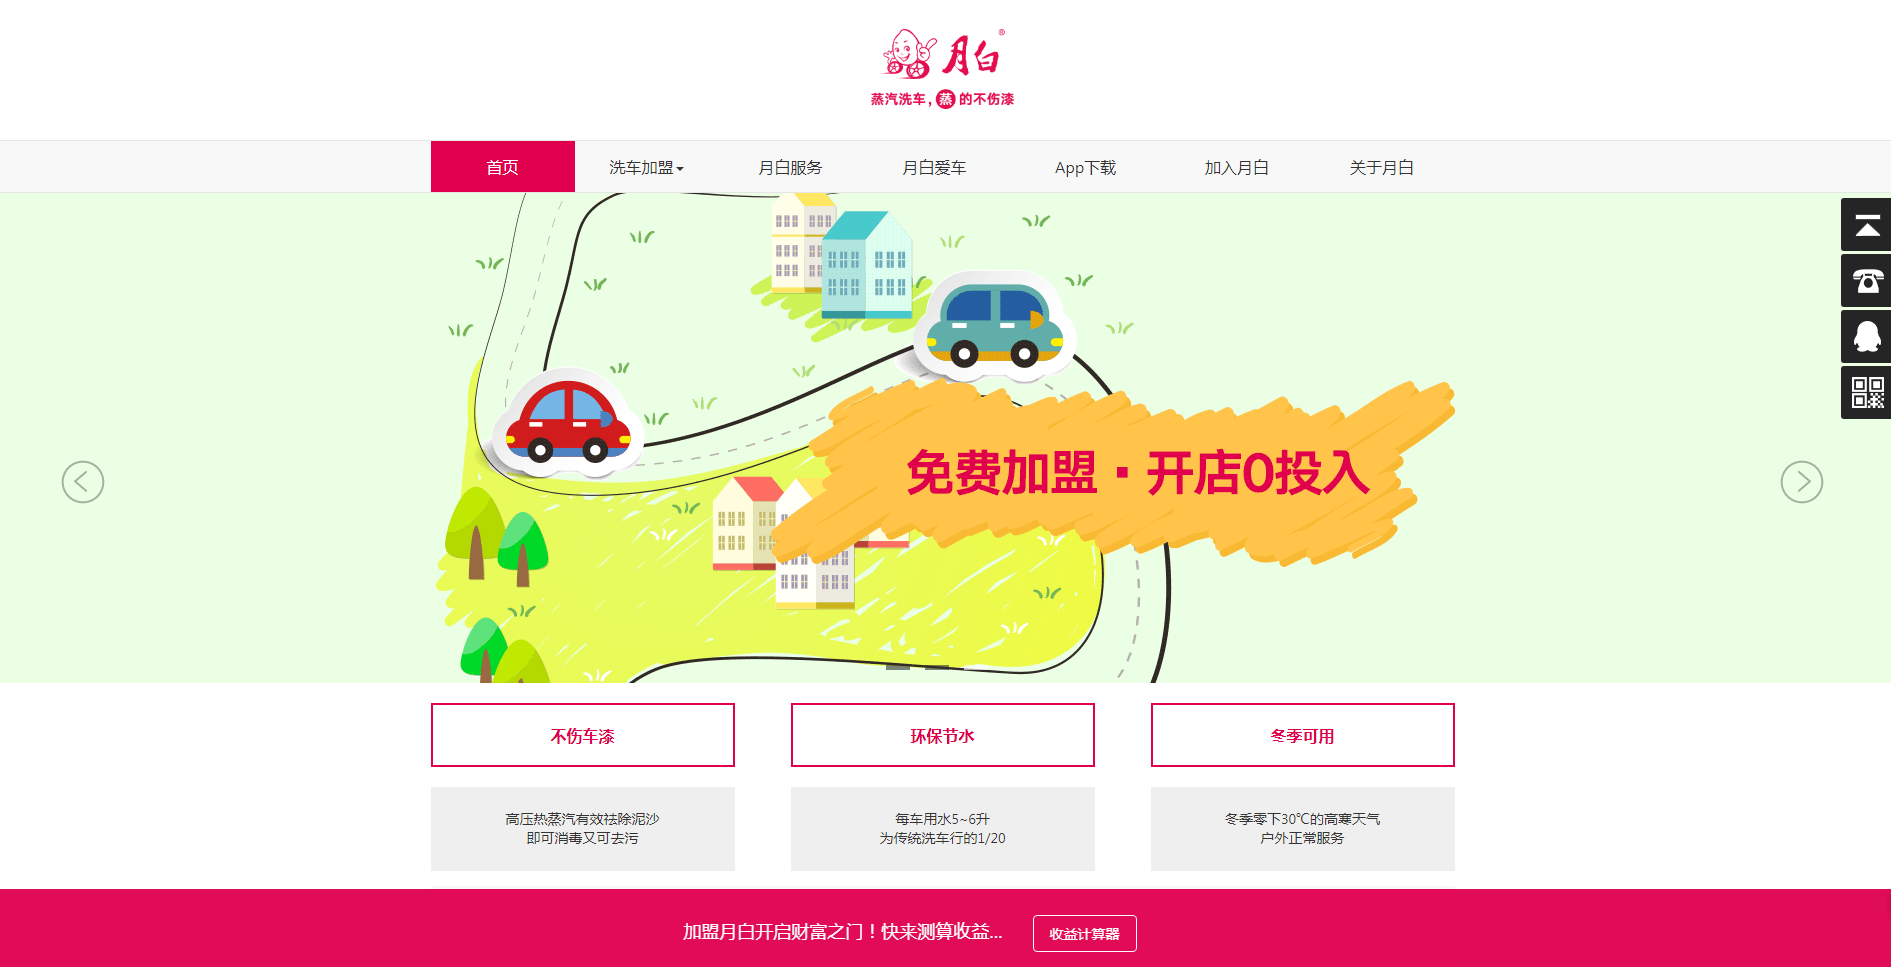 月白®
蒸汽洗车，蒸的不伤漆
首页
洗车加盟
月白服务
月白爱车
App下载
加入月白
关于月白
免费加盟·开店0投入
不伤车漆
环保节水
冬季可用
高压热蒸汽有效祛除泥沙
即可消毒又可去污
每车用水5~6升
为传统洗车行的1/20
冬季零下30℃的高寒天气
户外正常服务
加盟月白开启财富之门！快来测算收益...
收益计算器